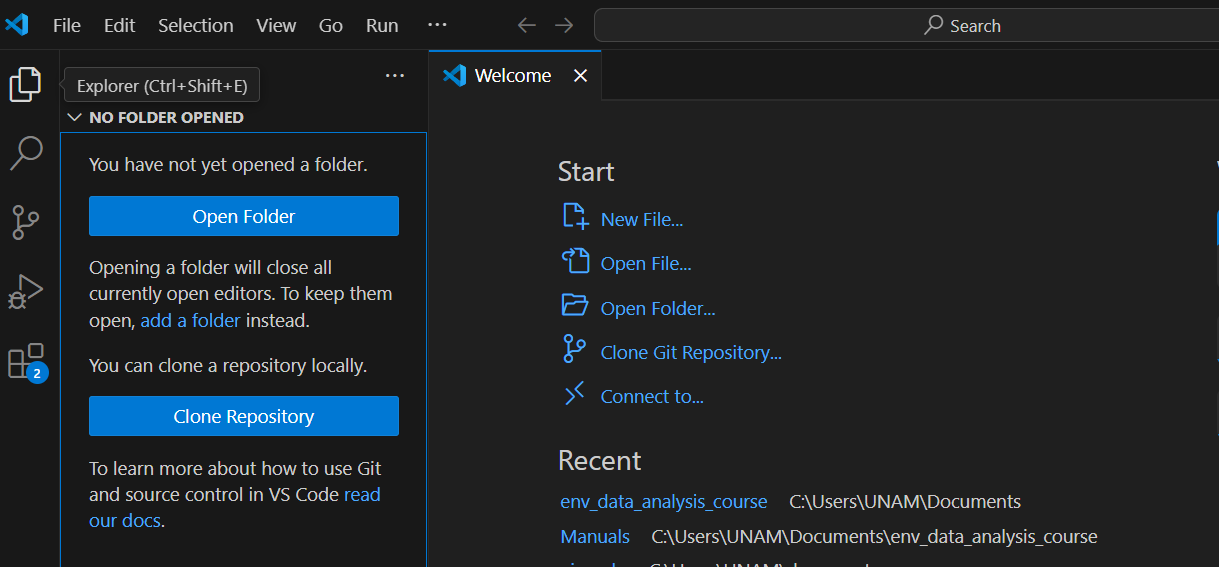 File Edit Selection View Go Run ···
Search
Explorer (Ctrl+Shift+E)
···
NO FOLDER OPENED
You have not yet opened a folder.
Open Folder
Opening a folder will close all
currently open editors. To keep them
open, add a folder instead.
You can clone a repository locally.
Clone Repository
To learn more about how to use Git
and source control in VS Code read
our docs.
2
Welcome
Start
New File...
Open File...
Open Folder...
Clone Git Repository...
Connect to...
Recent
env_data_analysis_course C:\Users\UNAM\Documents
Manuals C:\Users\UNAM\Documents\env_data_analysis_course